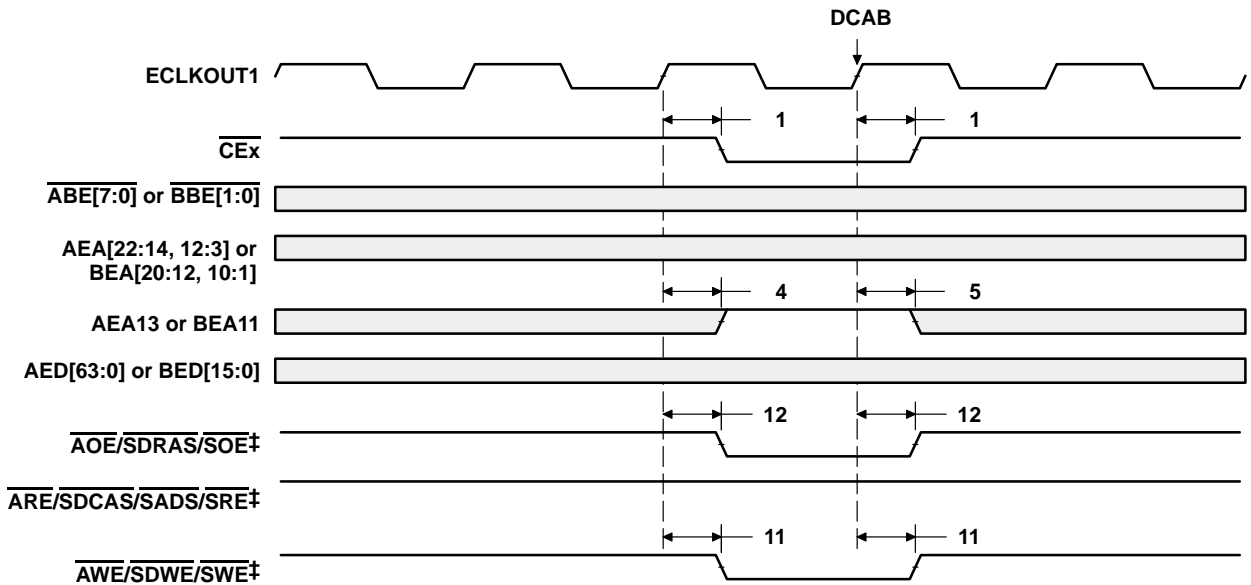 DCAB
ECLKOUT1
1 1
CEx
ABE[7:0] or BBE[1:0]
AEA[22:14, 12:3] or
BEA[20:12, 10:1]
4 5
AEA13 or BEA11
AED[63:0] or BED[15:0]
12 12
AOE/SDRAS/SOE‡
ARE/SDCAS/SADS/SRE‡
11 11
AWE/SDWE/SWE‡